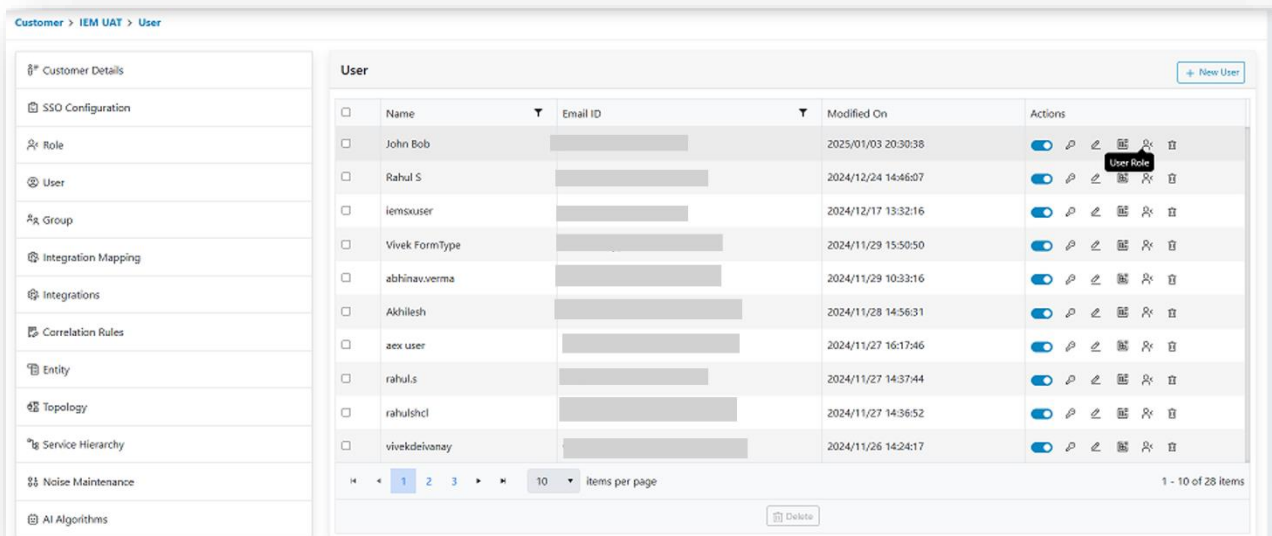 Customer > IEM UAT > User
Customer Details
SSO Configuration
Role
User
Group
Integration Mapping
Integrations
Correlation Rules
Entity
Topology
Service Hierarchy
Noise Maintenance
AI Algorithms
User
+ New User
Name Email ID Modified On Actions
John Bob 2025/01/03 20:30:38
User Role
Rahul S 2024/12/24 14:46:07
iemsxuser 2024/12/17 13:32:16
Vivek FormType 2024/11/29 15:50:50
abhinav.verma 2024/11/29 10:33:16
Akhilesh 2024/11/28 14:56:31
aex user 2024/11/27 16:17:46
rahul.s 2024/11/27 14:37:44
rahulshcl 2024/11/27 14:36:52
vivekdeivanay 2024/11/26 14:24:17
1 2 3 10 items per page 1 - 10 of 28 items
Delete